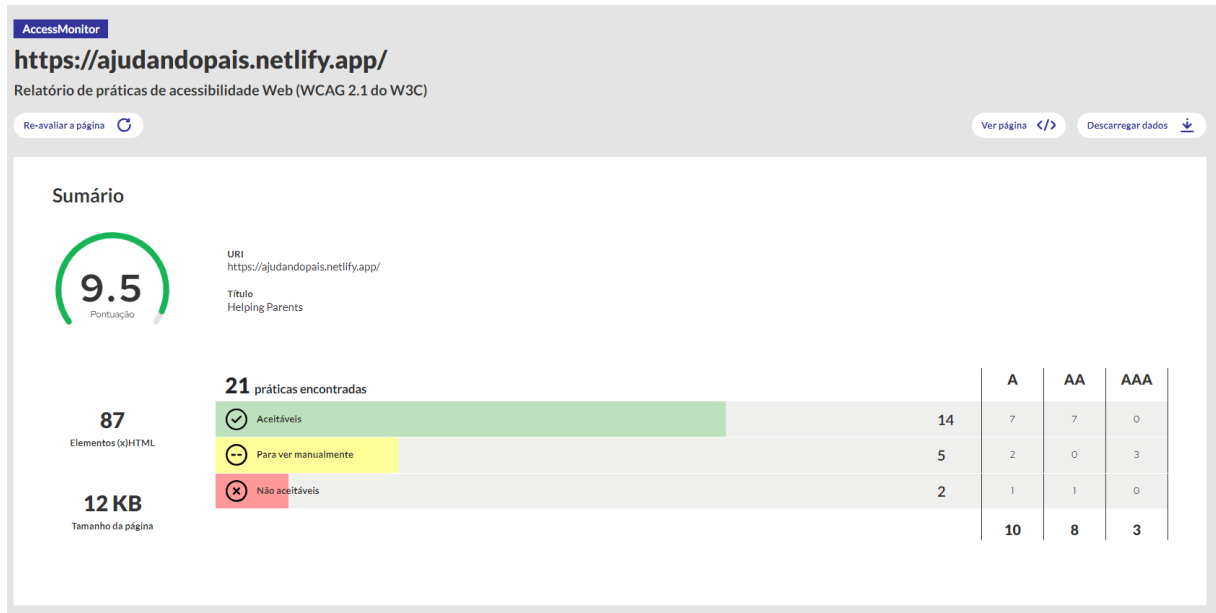 AccessMonitor
https://ajudandopais.netlify.app/
Relatório de práticas de acessibilidade Web (WCAG 2.1 do W3C)
Re-avaliar a página
Ver página </>
Descarregar dados
Sumário
9.5
Pontuação
URI
https://ajudandopais.netlify.app/
Título
Helping Parents
87
Elementos (x)HTML
12 KB
Tamanho da página
21 práticas encontradas A AA AAA
Aceitáveis 14 7 7 0
Para ver manualmente 5 2 0 3
Não aceitáveis 2 1 1 0
10 8 3